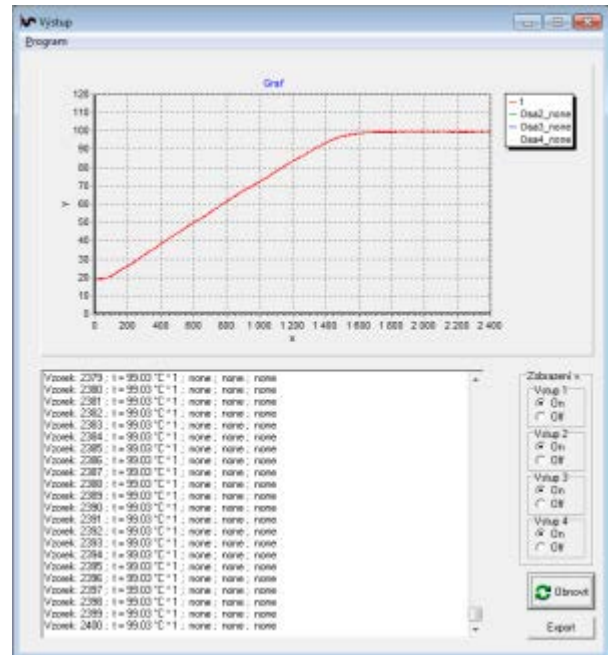 Výstup
Program
Graf
t
Osa2_none
Osa3_none
Osa4_none
120
110
100
90
80
70
60
50
40
30
20
10
0
Y
0 200 400 600 800 1 000 1 200 1 400 1 600 1 800 2 000 2 200 2 400
x
Vzorek: 2379 ; t = 99.03 °C * 1 ; none ; none ; none
Vzorek: 2380 ; t = 99.03 °C * 1 ; none ; none ; none
Vzorek: 2381 ; t = 99.03 °C * 1 ; none ; none ; none
Vzorek: 2382 ; t = 99.03 °C * 1 ; none ; none ; none
Vzorek: 2383 ; t = 99.03 °C * 1 ; none ; none ; none
Vzorek: 2384 ; t = 99.03 °C * 1 ; none ; none ; none
Vzorek: 2385 ; t = 99.03 °C * 1 ; none ; none ; none
Vzorek: 2386 ; t = 99.03 °C * 1 ; none ; none ; none
Vzorek: 2387 ; t = 99.03 °C * 1 ; none ; none ; none
Vzorek: 2388 ; t = 99.03 °C * 1 ; none ; none ; none
Vzorek: 2389 ; t = 99.03 °C * 1 ; none ; none ; none
Vzorek: 2390 ; t = 99.03 °C * 1 ; none ; none ; none
Vzorek: 2391 ; t = 99.03 °C * 1 ; none ; none ; none
Vzorek: 2392 ; t = 99.03 °C * 1 ; none ; none ; none
Vzorek: 2393 ; t = 99.03 °C * 1 ; none ; none ; none
Vzorek: 2394 ; t = 99.03 °C * 1 ; none ; none ; none
Vzorek: 2395 ; t = 99.03 °C * 1 ; none ; none ; none
Vzorek: 2396 ; t = 99.03 °C * 1 ; none ; none ; none
Vzorek: 2397 ; t = 99.03 °C * 1 ; none ; none ; none
Vzorek: 2398 ; t = 99.03 °C * 1 ; none ; none ; none
Vzorek: 2399 ; t = 99.03 °C * 1 ; none ; none ; none
Vzorek: 2400 ; t = 99.03 °C * 1 ; none ; none ; none
Zobrazení
Vstup 1
On
Off
Vstup 2
On
Off
Vstup 3
On
Off
Vstup 4
On
Off
Obnovit
Export